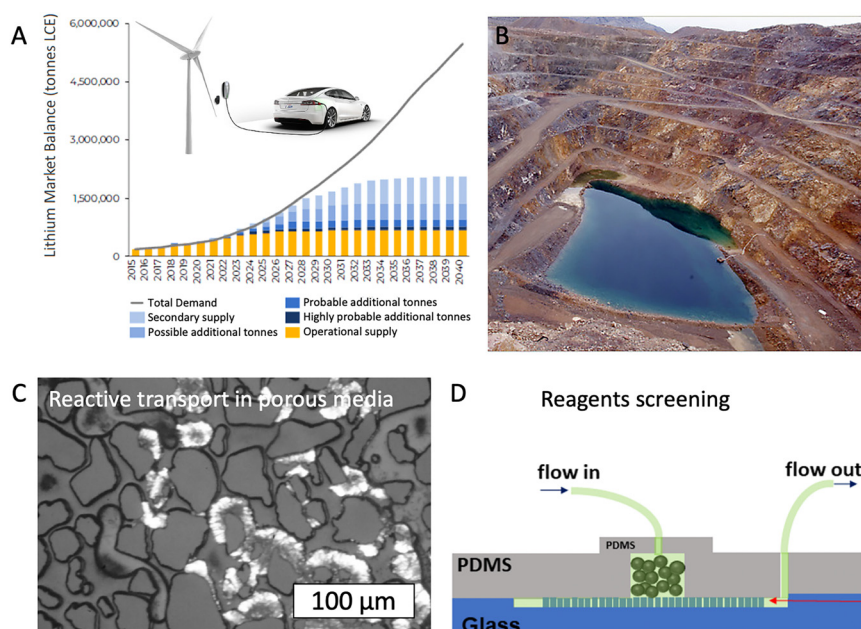 A
Lithium Market Balance (tonnes LCE)
6,000,000
4,500,000
3,000,000
1,500,000
0
2015
2016
2017
2018
2019
2020
2021
2022
2023
2024
2025
2026
2027
2028
2029
2030
2031
2032
2033
2034
2035
2036
2037
2038
2039
2040
Total Demand
Secondary supply
Possible additional tonnes
Probable additional tonnes
Highly probable additional tonnes
Operational supply
B
C
Reactive transport in porous media
100 µm
D
Reagents screening
flow in
flow out
PDMS
PDMS
Glass